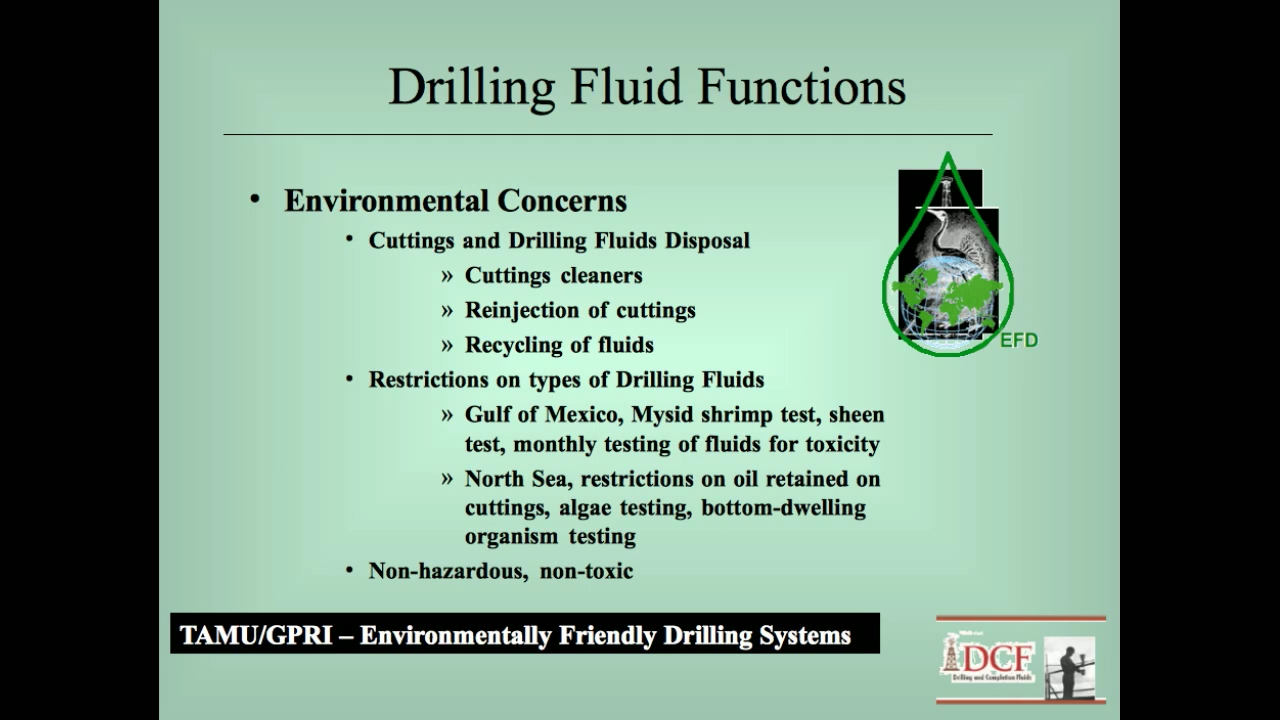 Drilling Fluid Functions
• Environmental Concerns
• Cuttings and Drilling Fluids Disposal
» Cuttings cleaners
» Reinjection of cuttings
» Recycling of fluids
• Restrictions on types of Drilling Fluids
» Gulf of Mexico, Mysid shrimp test, sheen
test, monthly testing of fluids for toxicity
» North Sea, restrictions on oil retained on
cuttings, algae testing, bottom-dwelling
organism testing
• Non-hazardous, non-toxic
EFD
TAMU/GPRI – Environmentally Friendly Drilling Systems
DCF
Drilling and Completion Fluids